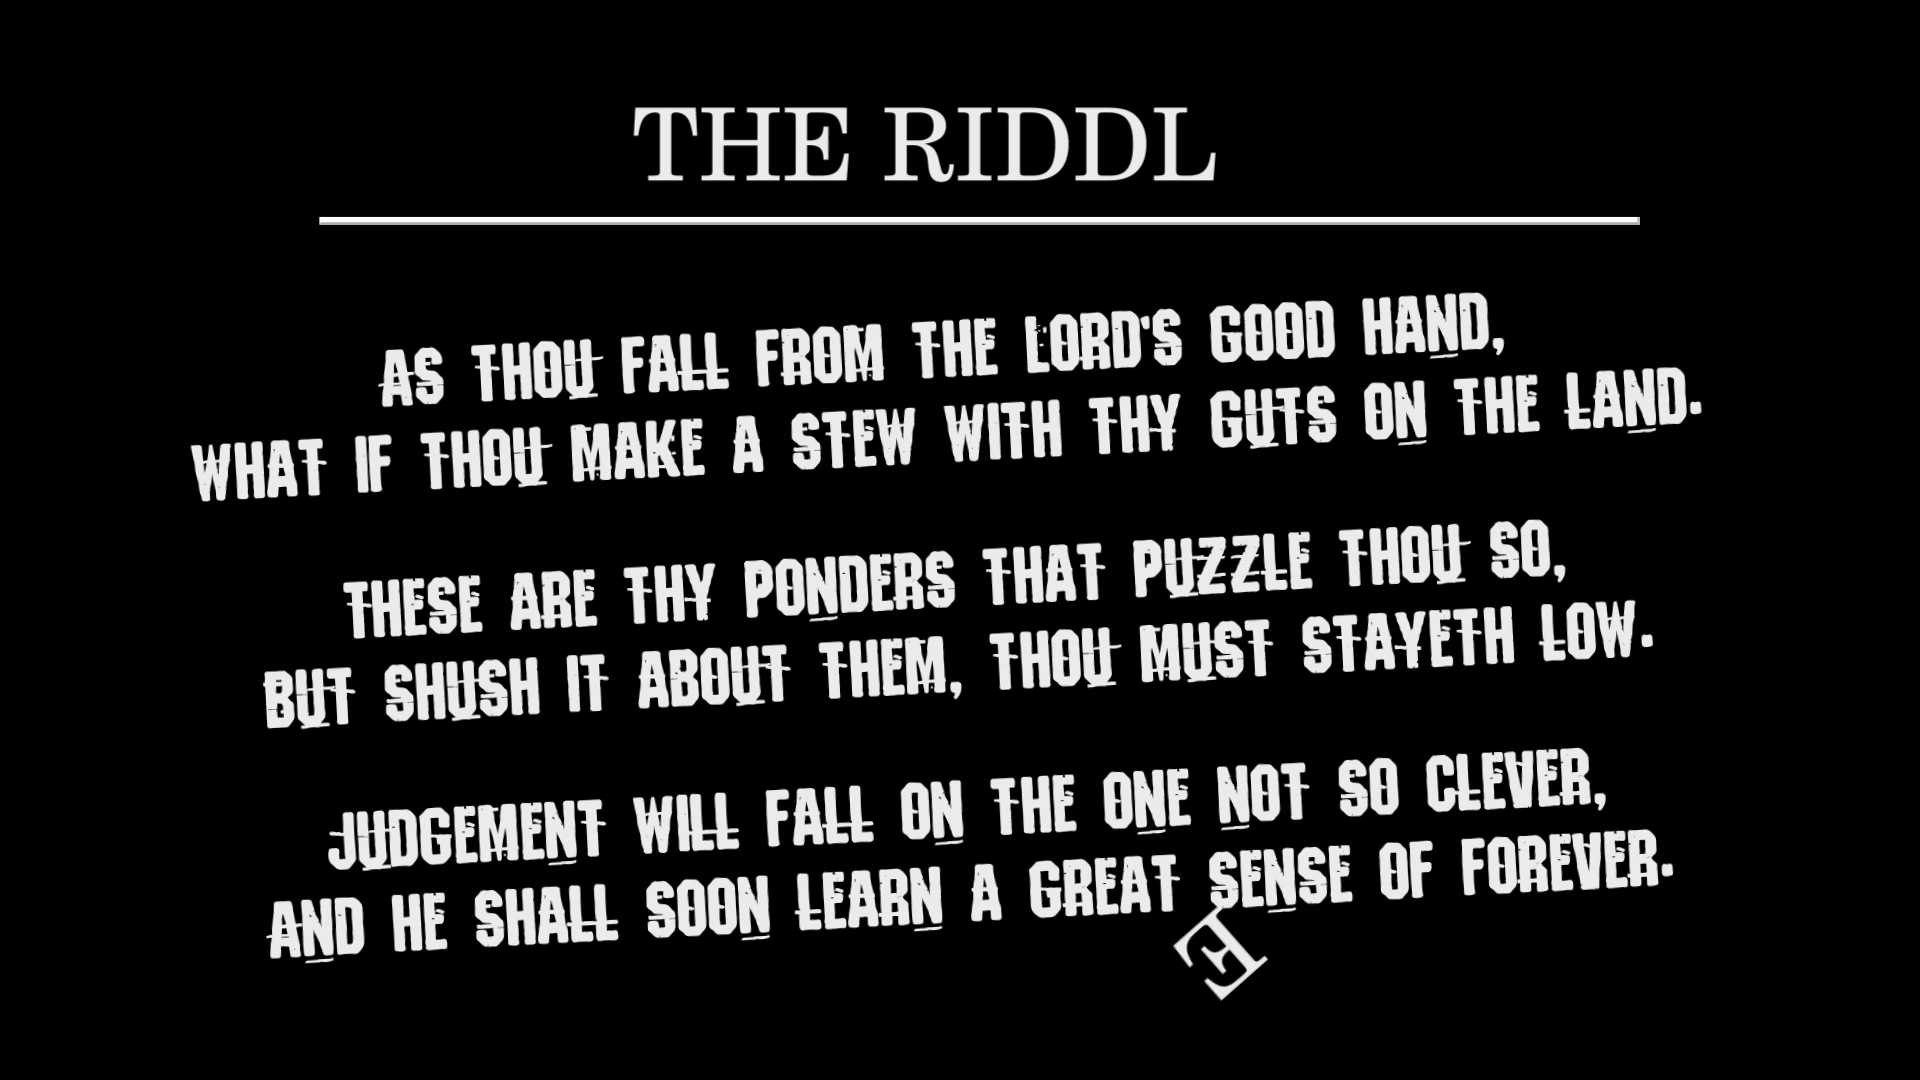 THE RIDDL
AS THOU FALL FROM THE LORD'S GOOD HAND,
WHAT IF THOU MAKE A STEW WITH THY GUTS ON THE LAND.
THESE ARE THY PONDERS THAT PUZZLE THOU SO,
BUT SHUSH IT ABOUT THEM, THOU MUST STAYETH LOW.
JUDGEMENT WILL FALL ON THE ONE NOT SO CLEVER,
AND HE SHALL SOON LEARN A GREAT SENSE OF FOREVER.
E